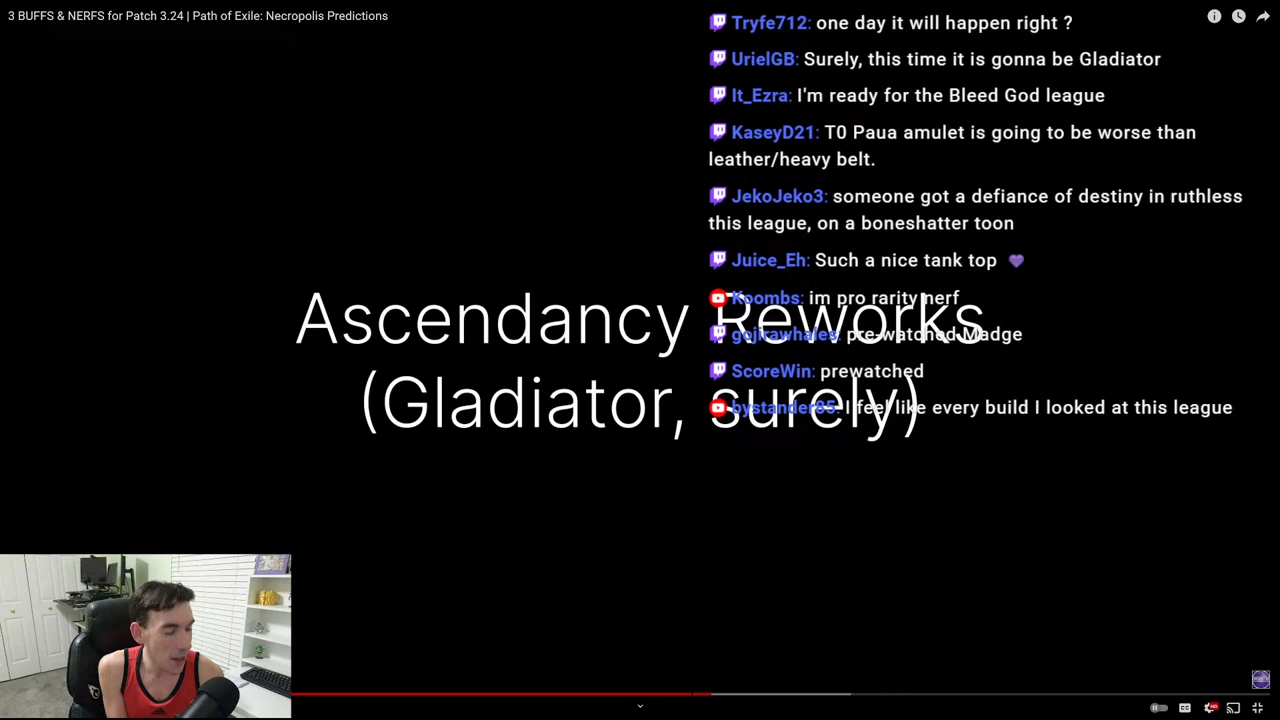 3 BUFFS & NERFS for Patch 3.24 | Path of Exile: Necropolis Predictions
Tryfe712: one day it will happen right ?
UrielGB: Surely, this time it is gonna be Gladiator
It_Ezra: I'm ready for the Bleed God league
KaseyD21: T0 Paua amulet is going to be worse than
leather/heavy belt.
JekoJeko3: someone got a defiance of destiny in ruthless
this league, on a boneshatter toon
Juice_Eh: Such a nice tank top
Koombs: im pro rarity nerf
Ascendancy Reworks
gojirawhales: pre-watched Madge
ScoreWin: prewatched
(Gladiator, surely)
bystander85: I feel like every build I looked at this league